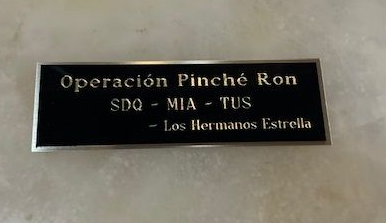 Operación Pinché Ron
SDQ - MIA - TUS
- Los Hermanos Estrella